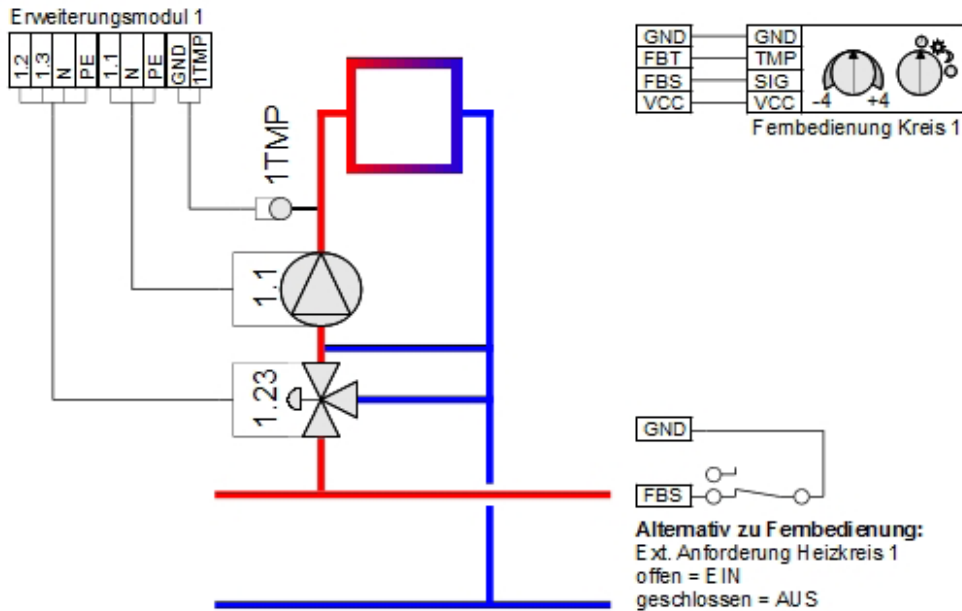 Erweiterungsmodul 1
1.2 1.3 N PE 1.1 N PE GND 1TMP
1TMP
1.1
1.23
GND GND
FBT TMP
FBS SIG
VCC VCC
-4 +4
Fernbedienung Kreis 1
GND
FBS
Alternativ zu Fernbedienung:
Ext. Anforderung Heizkreis 1
offen = EIN
geschlossen = AUS